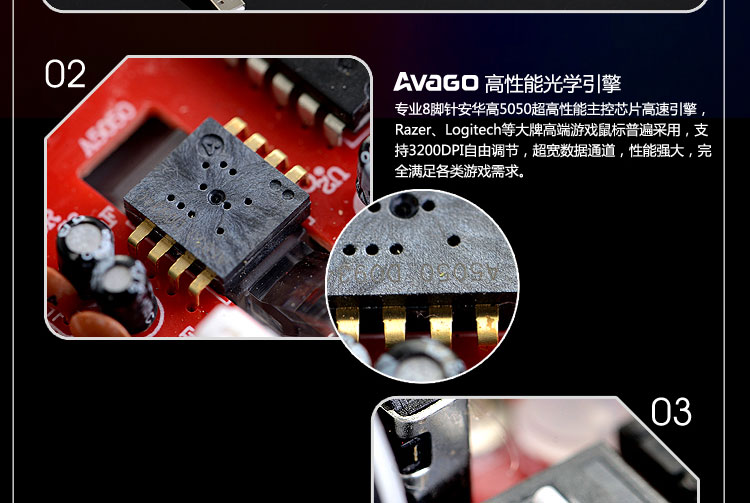 02
AVAGO 高性能光学引擎
专业8脚针安华高5050超高性能主控芯片高速引擎，
Razer、Logitech等大牌高端游戏鼠标普遍采用，支
持3200DPI自由调节，超宽数据通道，性能强大，完
全满足各类游戏需求。
A5050
03